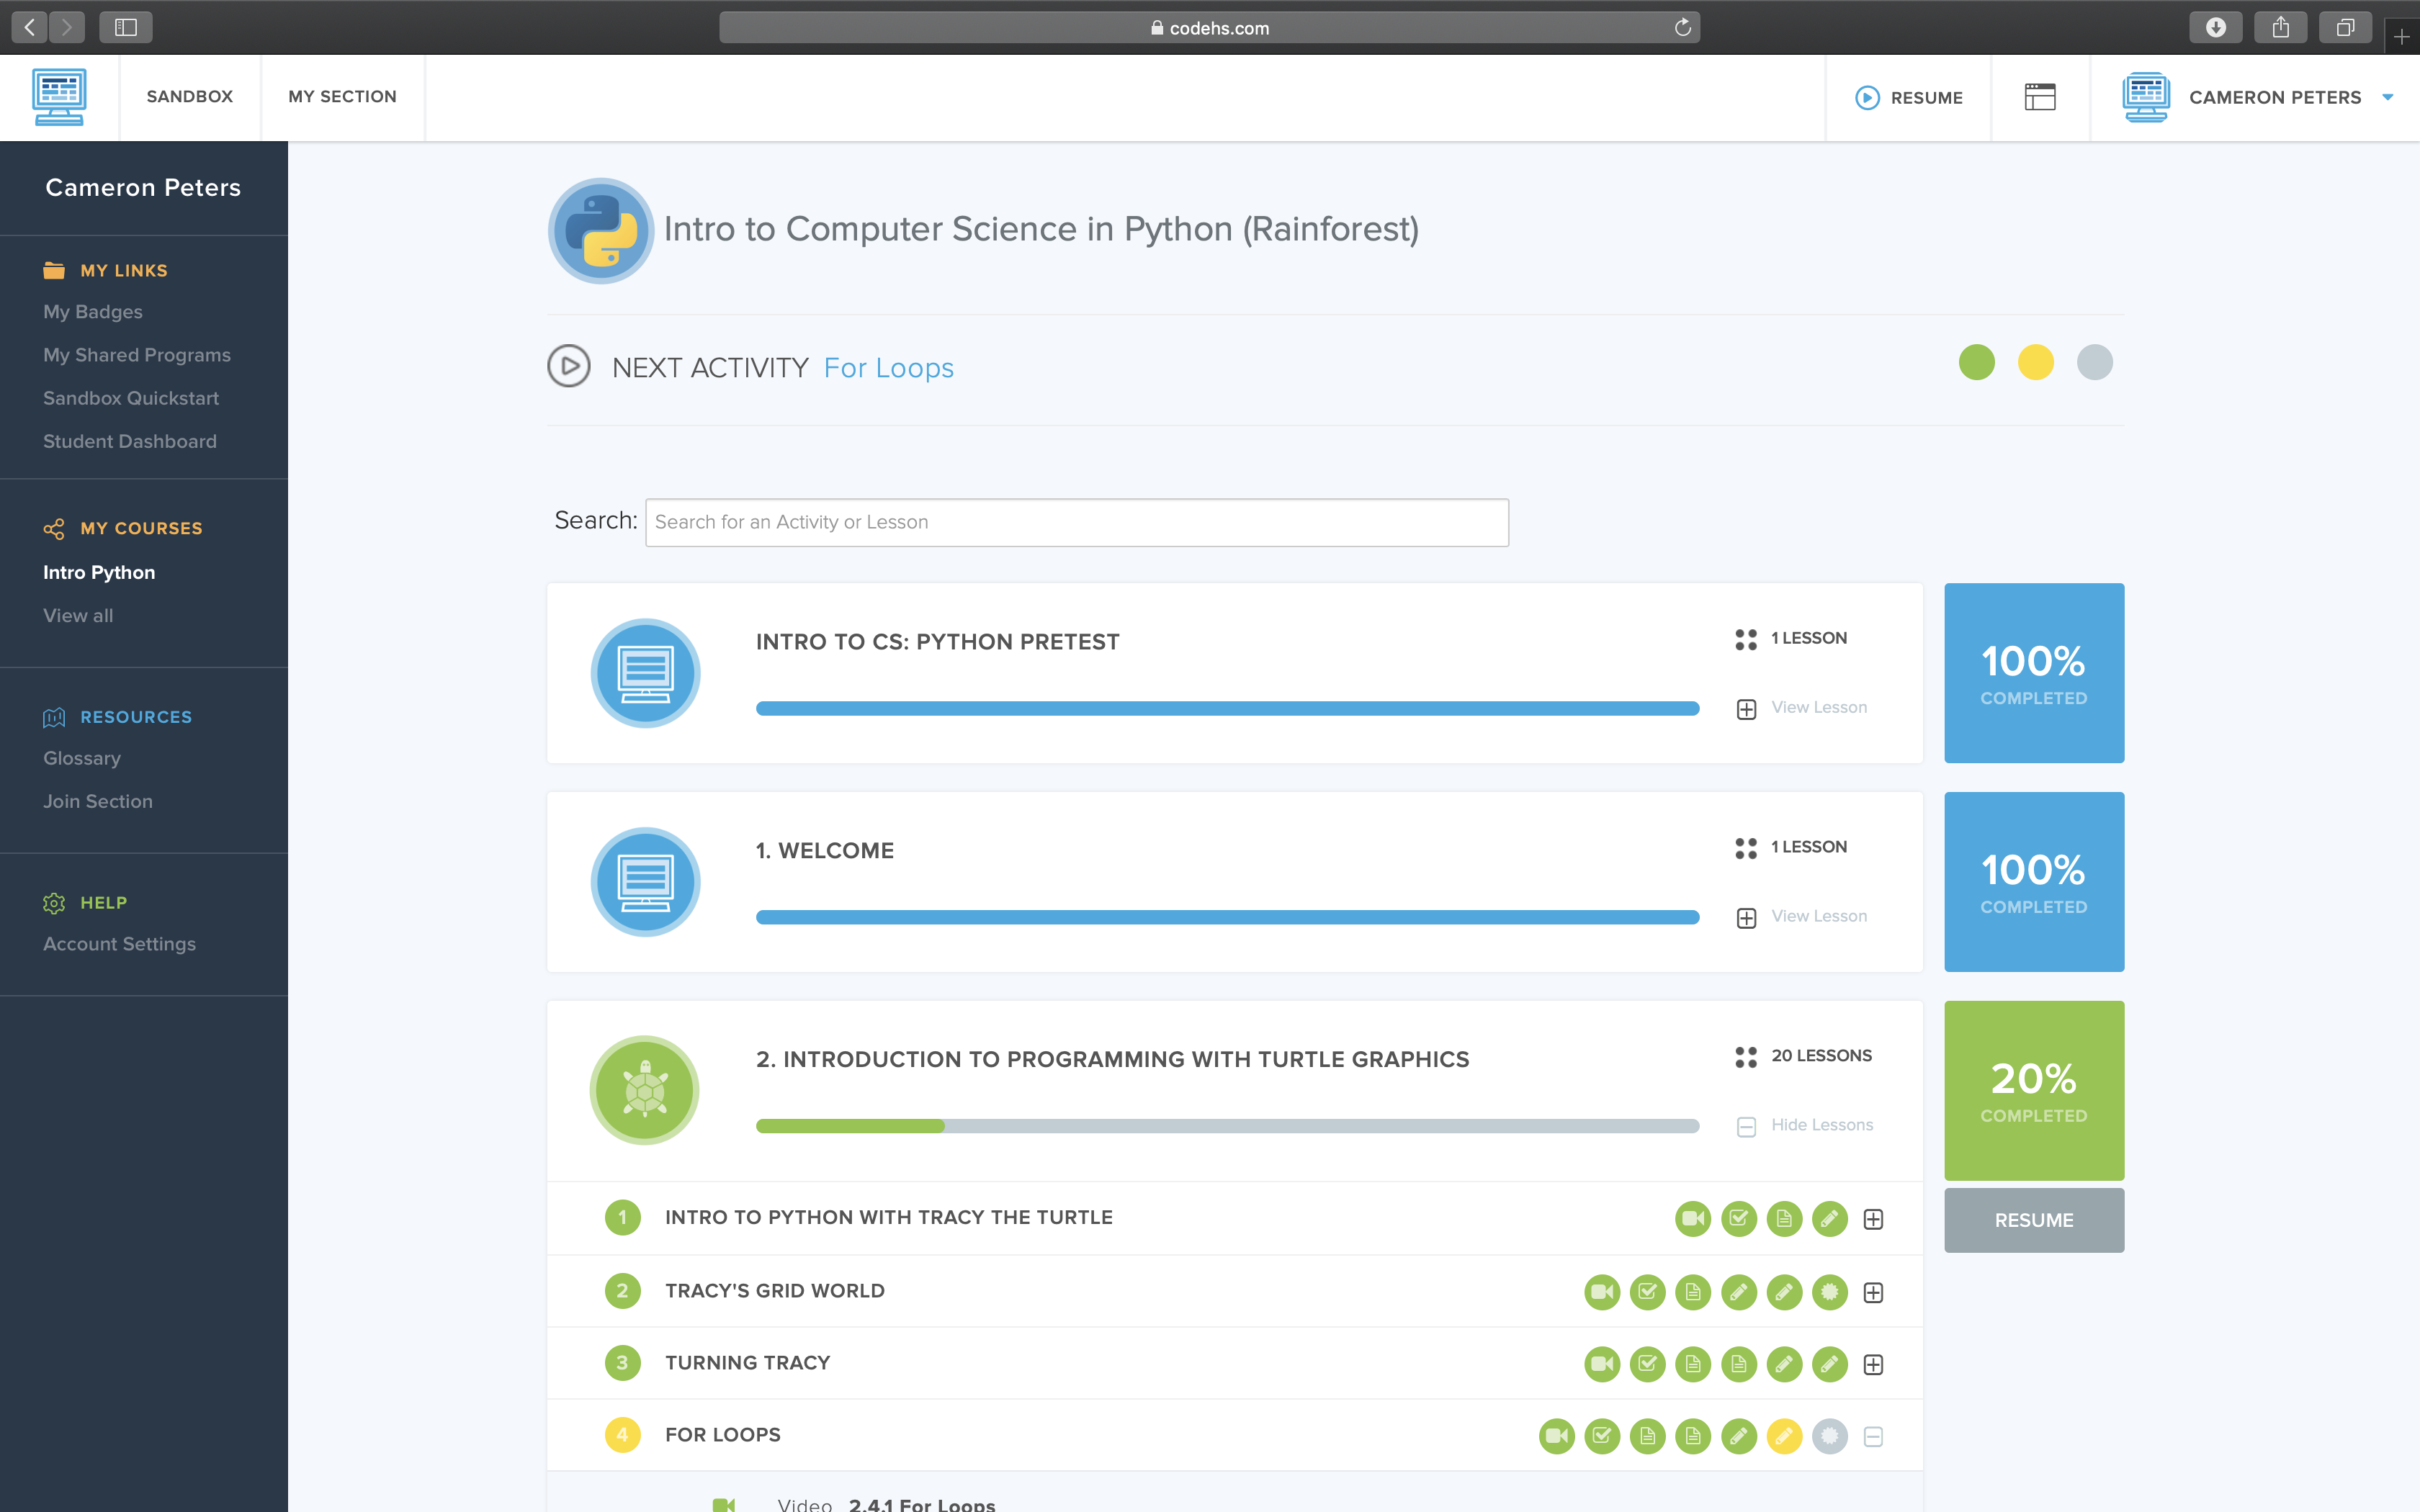 codehs.com
SANDBOX
MY SECTION
RESUME
CAMERON PETERS
Cameron Peters
MY LINKS
My Badges
My Shared Programs
Sandbox Quickstart
Student Dashboard
MY COURSES
Intro Python
View all
RESOURCES
Glossary
Join Section
HELP
Account Settings
Intro to Computer Science in Python (Rainforest)
NEXT ACTIVITY For Loops
Search: Search for an Activity or Lesson
INTRO TO CS: PYTHON PRETEST
1 LESSON
View Lesson
100%
COMPLETED
1. WELCOME
1 LESSON
View Lesson
100%
COMPLETED
2. INTRODUCTION TO PROGRAMMING WITH TURTLE GRAPHICS
20 LESSONS
Hide Lessons
20%
COMPLETED
RESUME
1 INTRO TO PYTHON WITH TRACY THE TURTLE
2 TRACY'S GRID WORLD
3 TURNING TRACY
4 FOR LOOPS
Video 2.4.1 For Loops